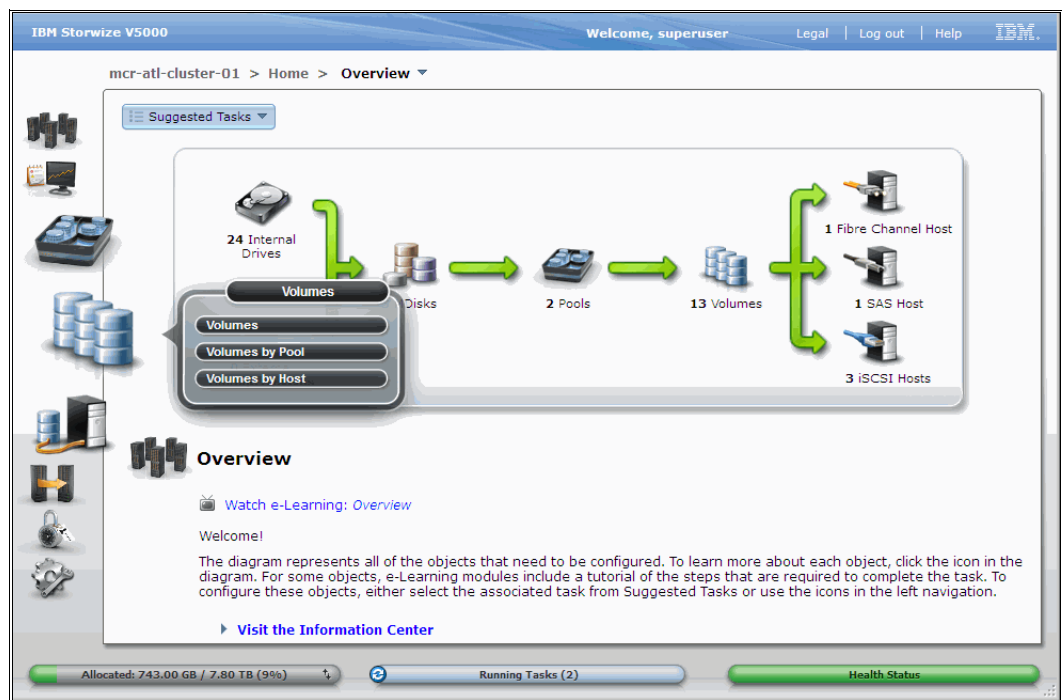 IBM Storwize V5000
Welcome, superuser
Legal | Log out | Help
IBM.
mcr-atl-cluster-01 > Home > Overview
Suggested Tasks
24 Internal
Drives
Disks
2 Pools
13 Volumes
1 Fibre Channel Host
1 SAS Host
3 iSCSI Hosts
Volumes
Volumes
Volumes by Pool
Volumes by Host
Overview
Watch e-Learning: Overview
Welcome!
The diagram represents all of the objects that need to be configured. To learn more about each object, click the icon in the
diagram. For some objects, e-Learning modules include a tutorial of the steps that are required to complete the task. To
configure these objects, either select the associated task from Suggested Tasks or use the icons in the left navigation.
Visit the Information Center
Allocated: 743.00 GB / 7.80 TB (9%)
Running Tasks (2)
Health Status